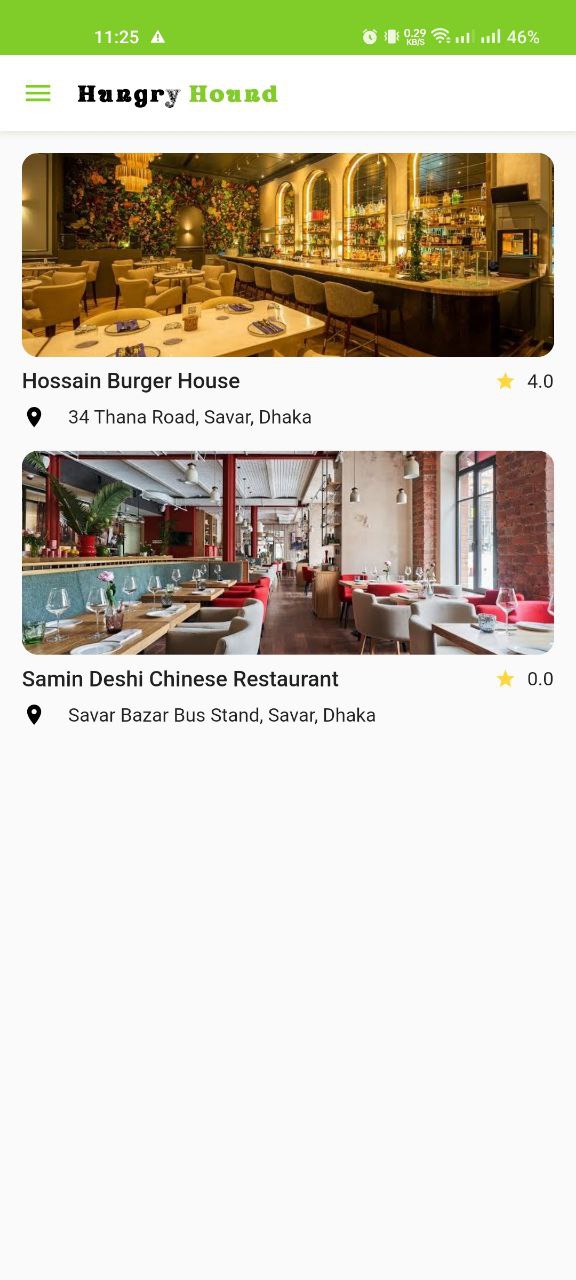 11:25
0.29 KB/S 46%
Hungry Hound
Hossain Burger House 4.0
34 Thana Road, Savar, Dhaka
Samin Deshi Chinese Restaurant 0.0
Savar Bazar Bus Stand, Savar, Dhaka